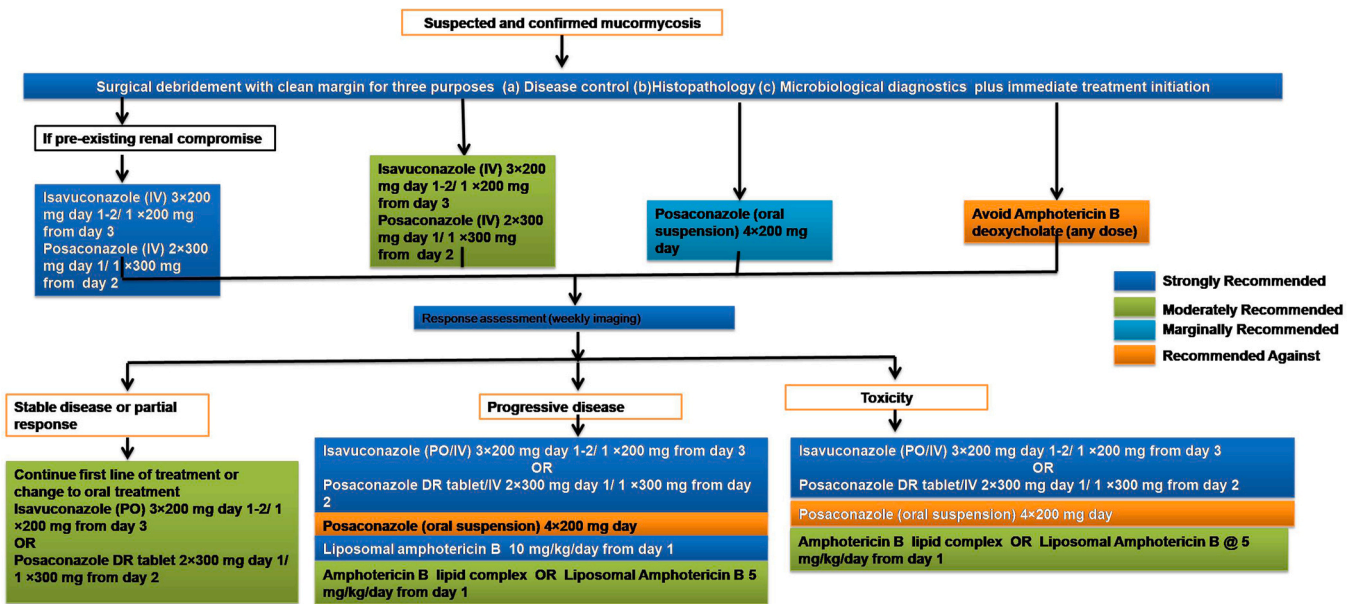 Suspected and confirmed mucormycosis
Surgical debridement with clean margin for three purposes (a) Disease control (b)Histopathology (c) Microbiological diagnostics plus immediate treatment initiation
If pre-existing renal compromise
Isavuconazole (IV) 3×200
mg day 1-2/ 1 ×200 mg
from day 3
Posaconazole (IV) 2×300
mg day 1/ 1 ×300 mg
from day 2
Isavuconazole (IV) 3×200
mg day 1-2/ 1 ×200 mg
from day 3
Posaconazole (IV) 2×300
mg day 1/ 1 ×300 mg
from day 2
Posaconazole (oral
suspension) 4×200 mg
day
Avoid Amphotericin B
deoxycholate (any dose)
Strongly Recommended
Moderately Recommended
Marginally Recommended
Recommended Against
Response assessment (weekly imaging)
Stable disease or partial
response
Continue first line of treatment or
change to oral treatment
Isavuconazole (PO) 3×200 mg day 1-2/ 1
×200 mg from day 3
OR
Posaconazole DR tablet 2×300 mg day 1/
1 ×300 mg from day 2
Progressive disease
Isavuconazole (PO/IV) 3×200 mg day 1-2/ 1 ×200 mg from day 3
OR
Posaconazole DR tablet/IV 2×300 mg day 1/ 1 ×300 mg from day
2
Posaconazole (oral suspension) 4×200 mg day
Liposomal amphotericin B 10 mg/kg/day from day 1
Amphotericin B lipid complex OR Liposomal Amphotericin B 5
mg/kg/day from day 1
Toxicity
Isavuconazole (PO/IV) 3×200 mg day 1-2/ 1 ×200 mg from day 3
OR
Posaconazole DR tablet/IV 2×300 mg day 1/ 1 ×300 mg from day 2
Posaconazole (oral suspension) 4×200 mg day
Amphotericin B lipid complex OR Liposomal Amphotericin B @ 5
mg/kg/day from day 1